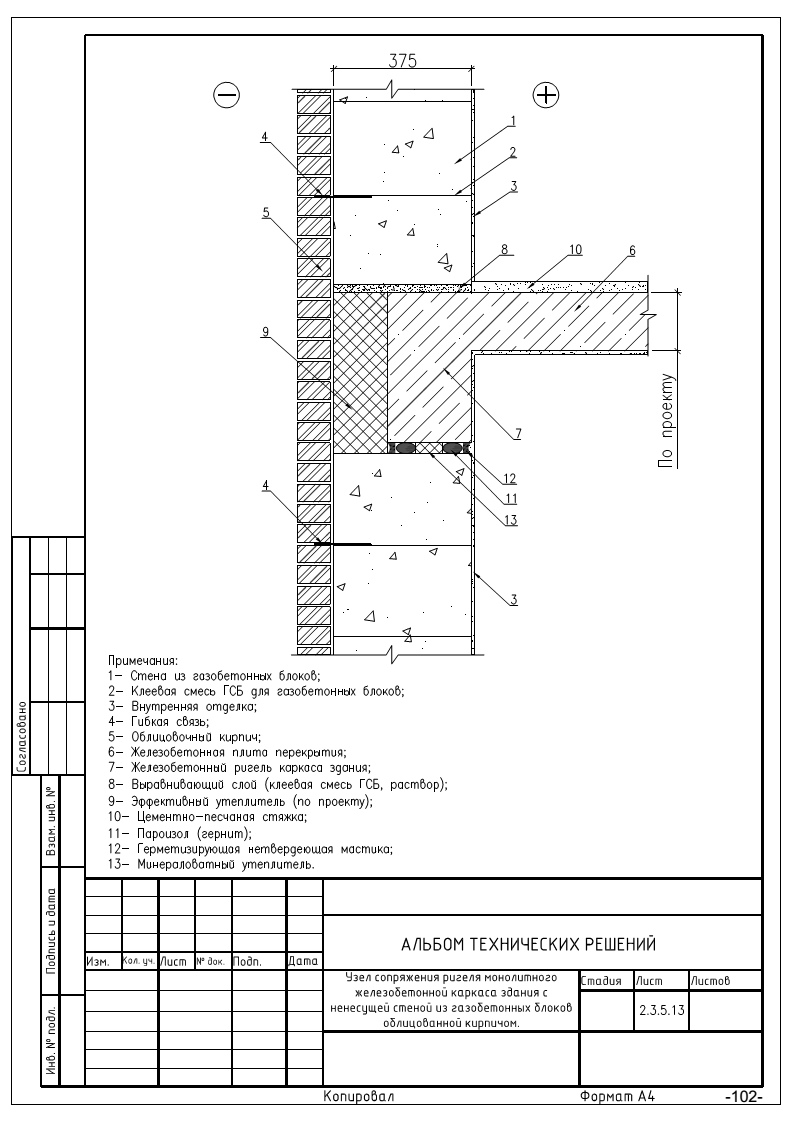 375
1
4
2
3
5
8
10
6
9
По проекту
7
12
11
4
13
3
Примечания:
1– Стена из газобетонных блоков;
2– Клеевая смесь ГСБ для газобетонных блоков;
3– Внутренняя отделка;
4– Гибкая связь;
5– Облицовочный кирпич;
6– Железобетонная плита перекрытия;
7– Железобетонный ригель каркаса здания;
8– Выравнивающий слой (клеевая смесь ГСБ, раствор);
9– Эффективный утеплитель (по проекту);
10– Цементно-песчаная стяжка;
11– Пароизол (гернит);
12– Герметизирующая нетвердеющая мастика;
13– Минераловатный утеплитель.
Согласовано
Взам. инв. №
Подпись и дата
Инв. № подл.
АЛЬБОМ ТЕХНИЧЕСКИХ РЕШЕНИЙ
Изм. Кол. уч. Лист № док. Подп. Дата
Узел сопряжения ригеля монолитного
железобетонной каркаса здания с
ненесущей стеной из газобетонных блоков
облицованной кирпичом.
Стадия Лист Листов
2.3.5.13
Копировал Формат А4 -102-